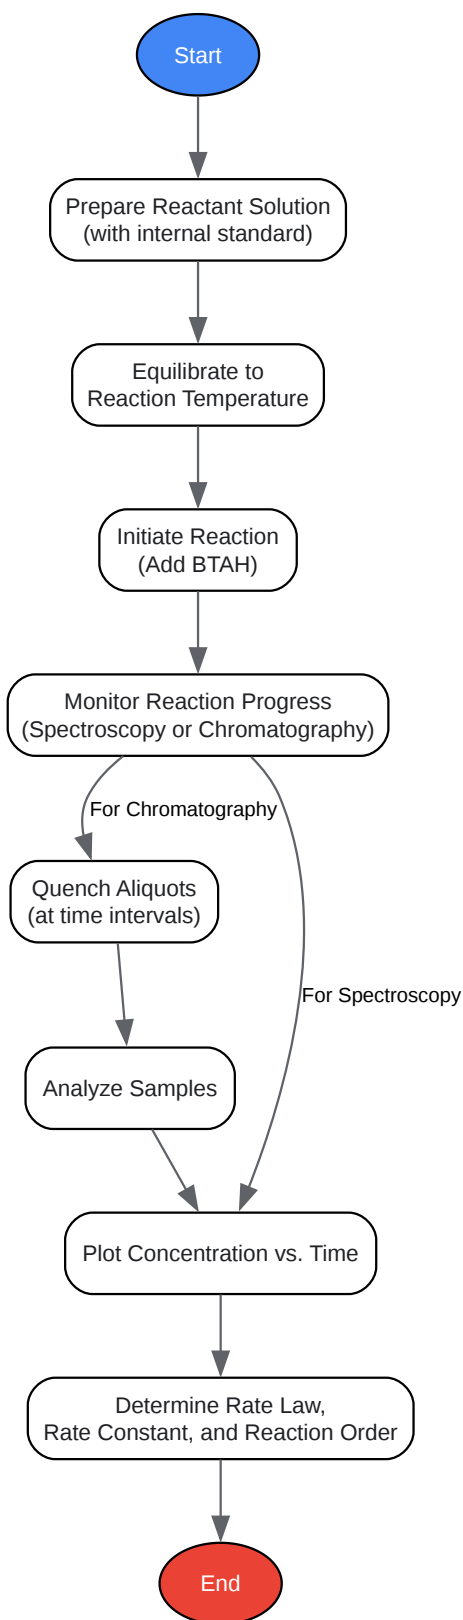 Start
Prepare Reactant Solution
(with internal standard)
Equilibrate to
Reaction Temperature
Initiate Reaction
(Add BTAH)
Monitor Reaction Progress
(Spectroscopy or Chromatography)
For Chromatography
Quench Aliquots
(at time intervals)
For Spectroscopy
Analyze Samples
Plot Concentration vs. Time
Determine Rate Law,
Rate Constant, and Reaction Order
End